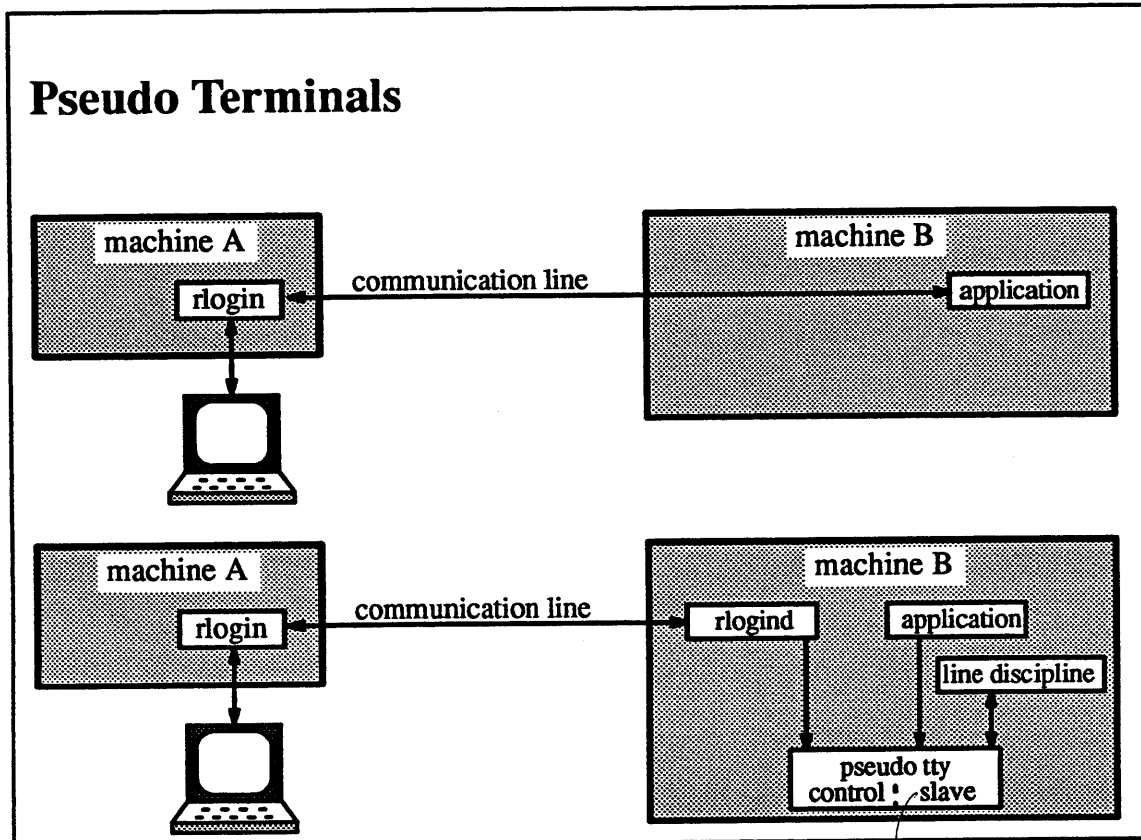 Pseudo Terminals
machine A
machine B
communication line
rlogin
application
machine A
machine B
communication line
rlogin
rlogind
application
line discipline
pseudo tty
control
slave